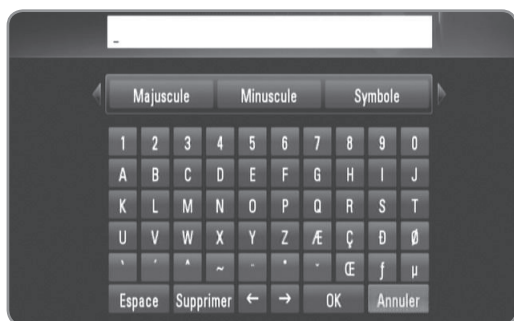 _
Majuscule Minuscule Symbole
1 2 3 4 5 6 7 8 9 0
A B C D E F G H I J
K L M N O P Q R S T
U V W X Y Z Æ Ç Ð Ø
Œ ƒ µ
Espace Supprimer ← → OK Annuler